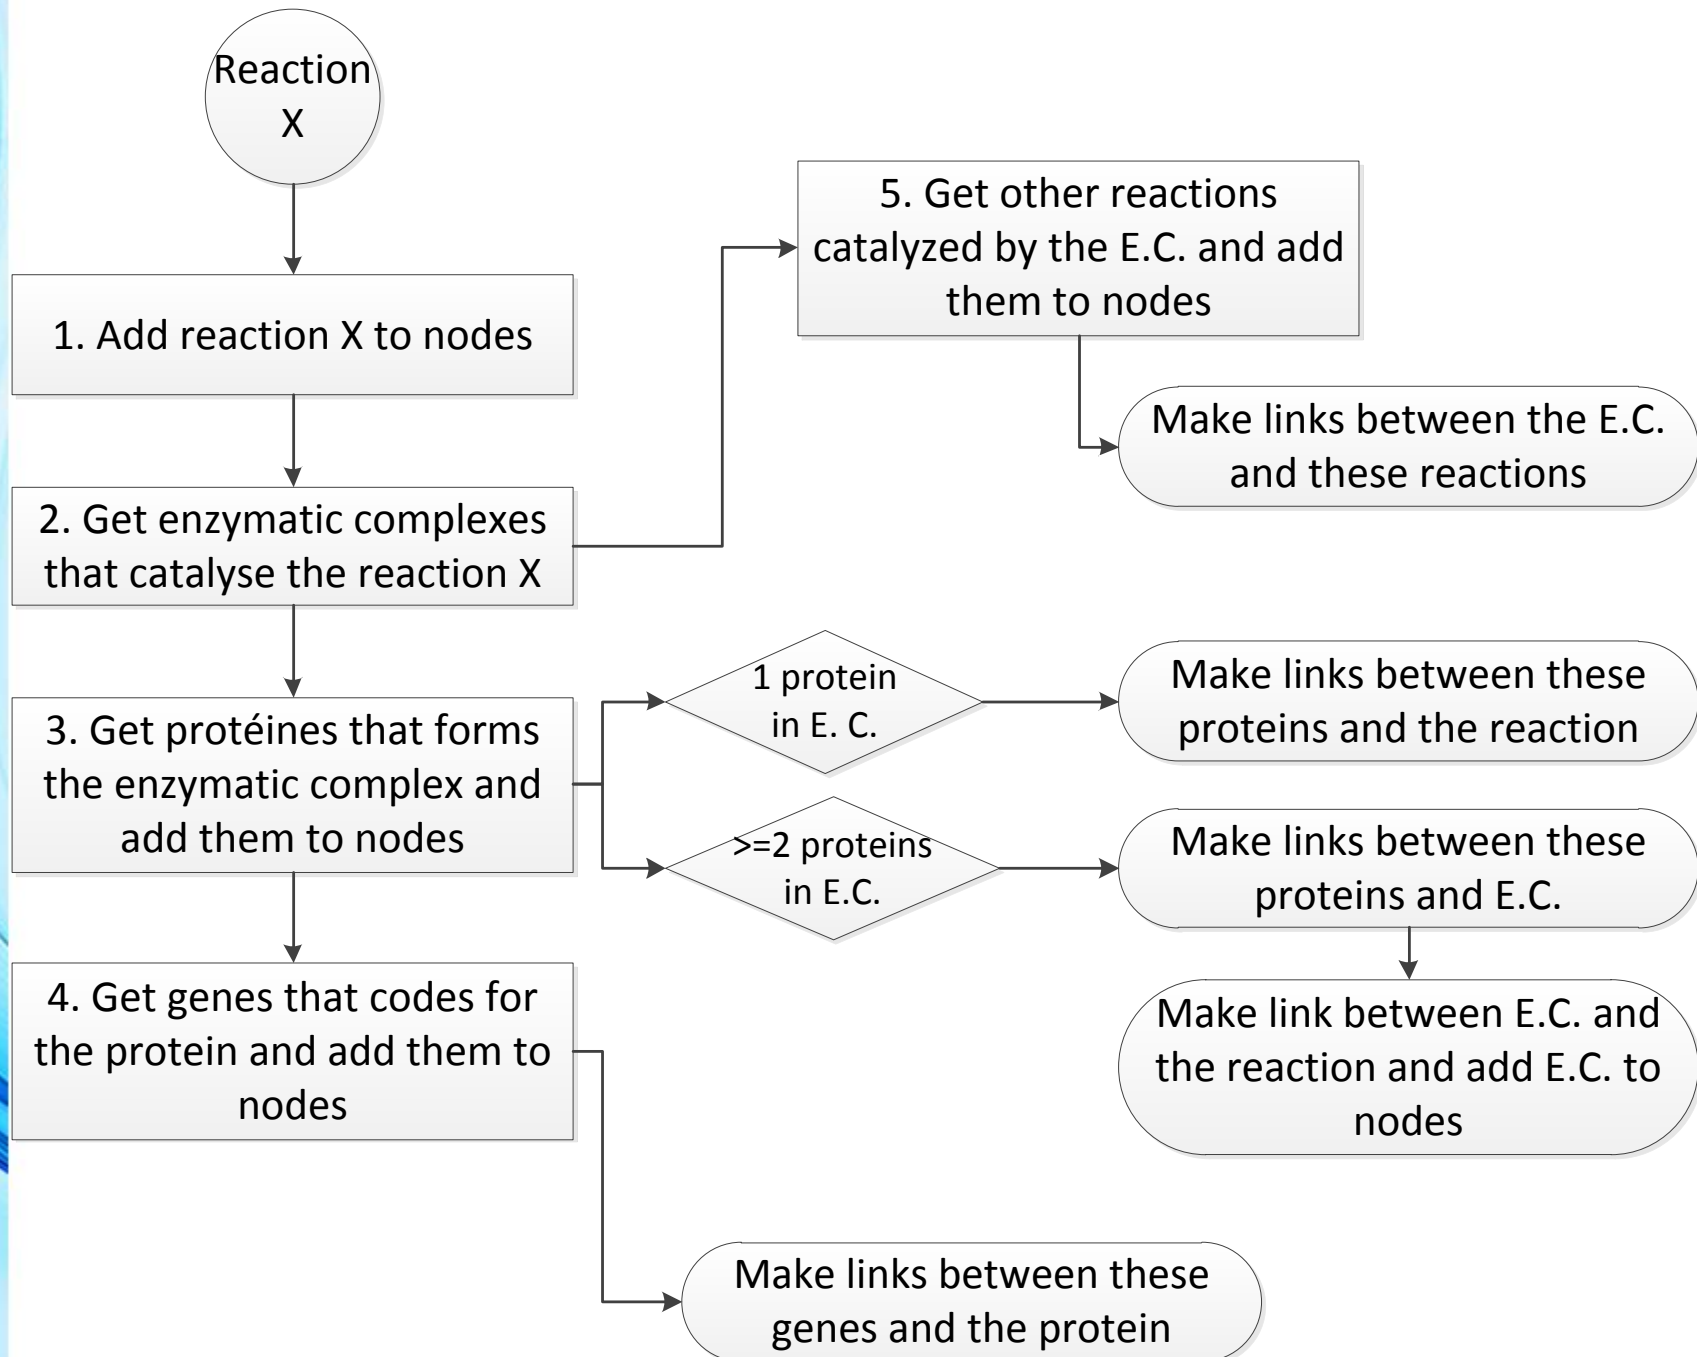 Reaction
X
1. Add reaction X to nodes
2. Get enzymatic complexes
that catalyse the reaction X
3. Get protéines that forms
the enzymatic complex and
add them to nodes
4. Get genes that codes for
the protein and add them to
nodes
5. Get other reactions
catalyzed by the E.C. and add
them to nodes
Make links between the E.C.
and these reactions
1 protein
in E. C.
Make links between these
proteins and the reaction
>=2 proteins
in E.C.
Make links between these
proteins and E.C.
Make link between E.C. and
the reaction and add E.C. to
nodes
Make links between these
genes and the protein